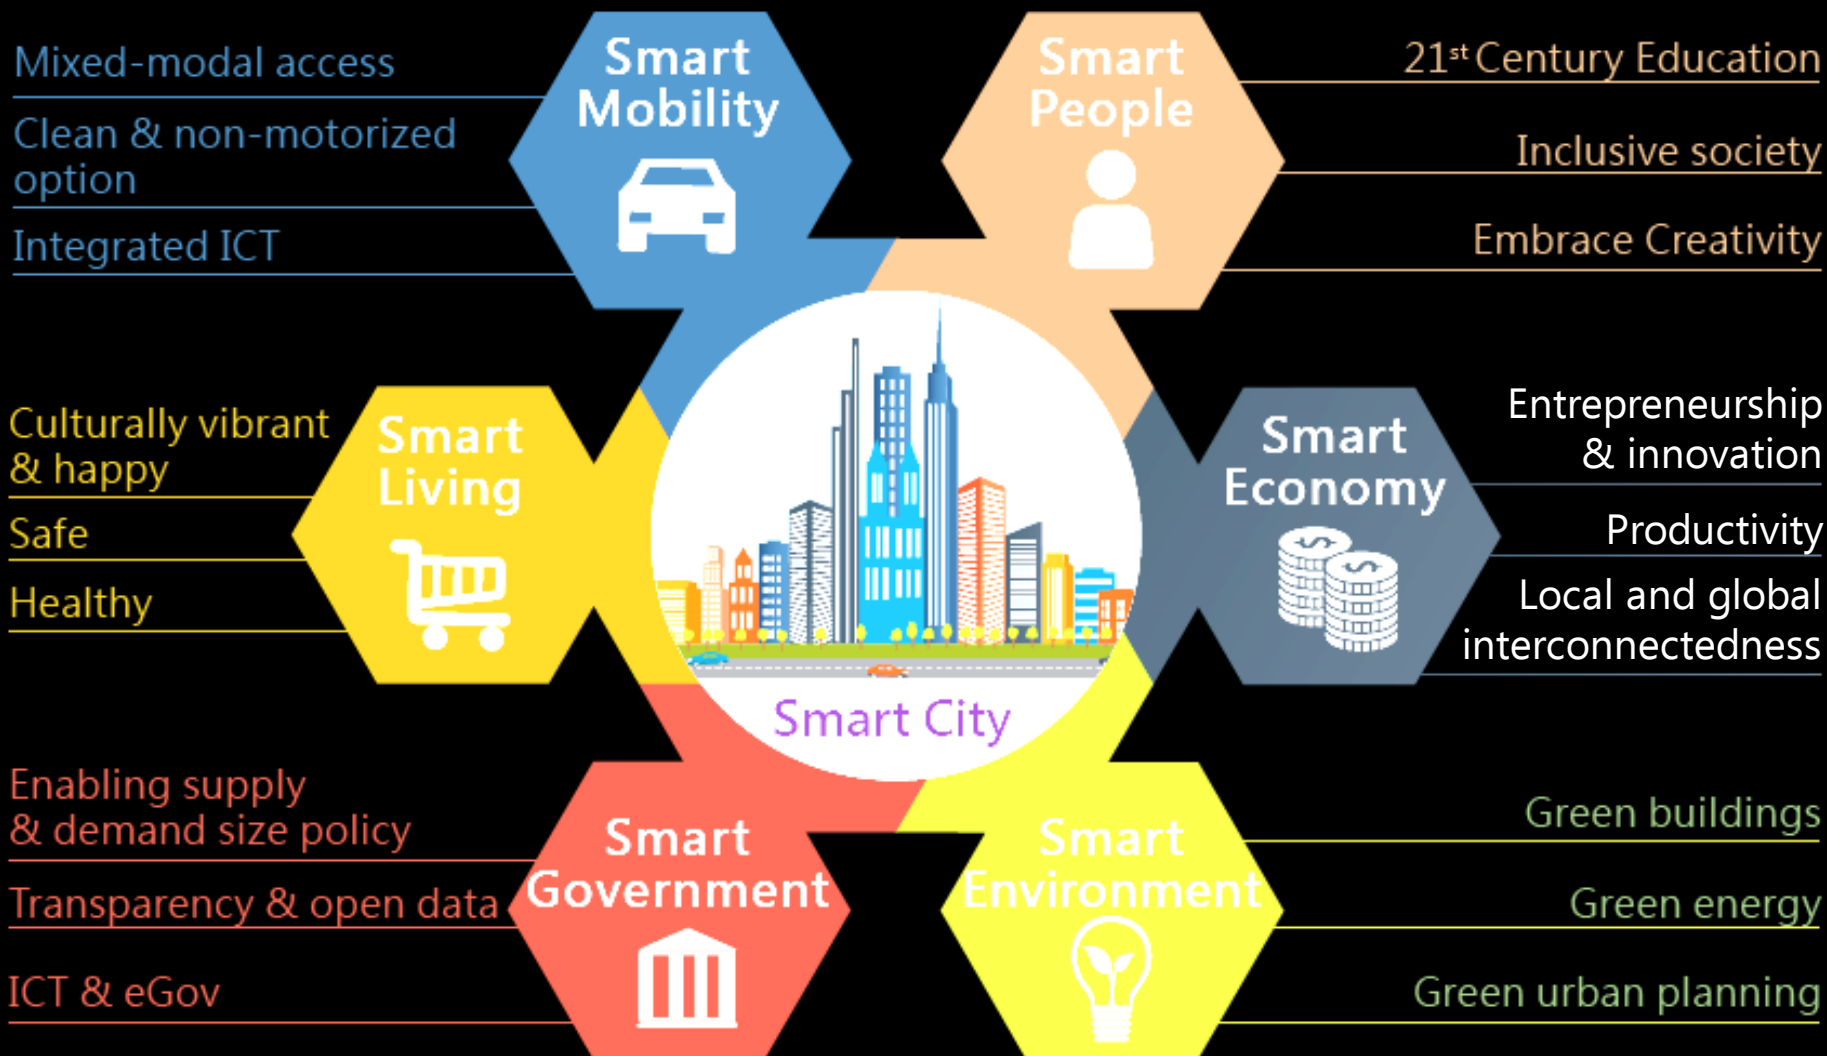 Mixed-modal access
Clean & non-motorized
option
Integrated ICT
Smart
Mobility
Smart
People
21st Century Education
Inclusive society
Embrace Creativity
Culturally vibrant
& happy
Safe
Healthy
Smart
Living
Smart City
Smart
Economy
Entrepreneurship
& innovation
Productivity
Local and global
interconnectedness
Enabling supply
& demand size policy
Transparency & open data
ICT & eGov
Smart
Government
Smart
Environment
Green buildings
Green energy
Green urban planning